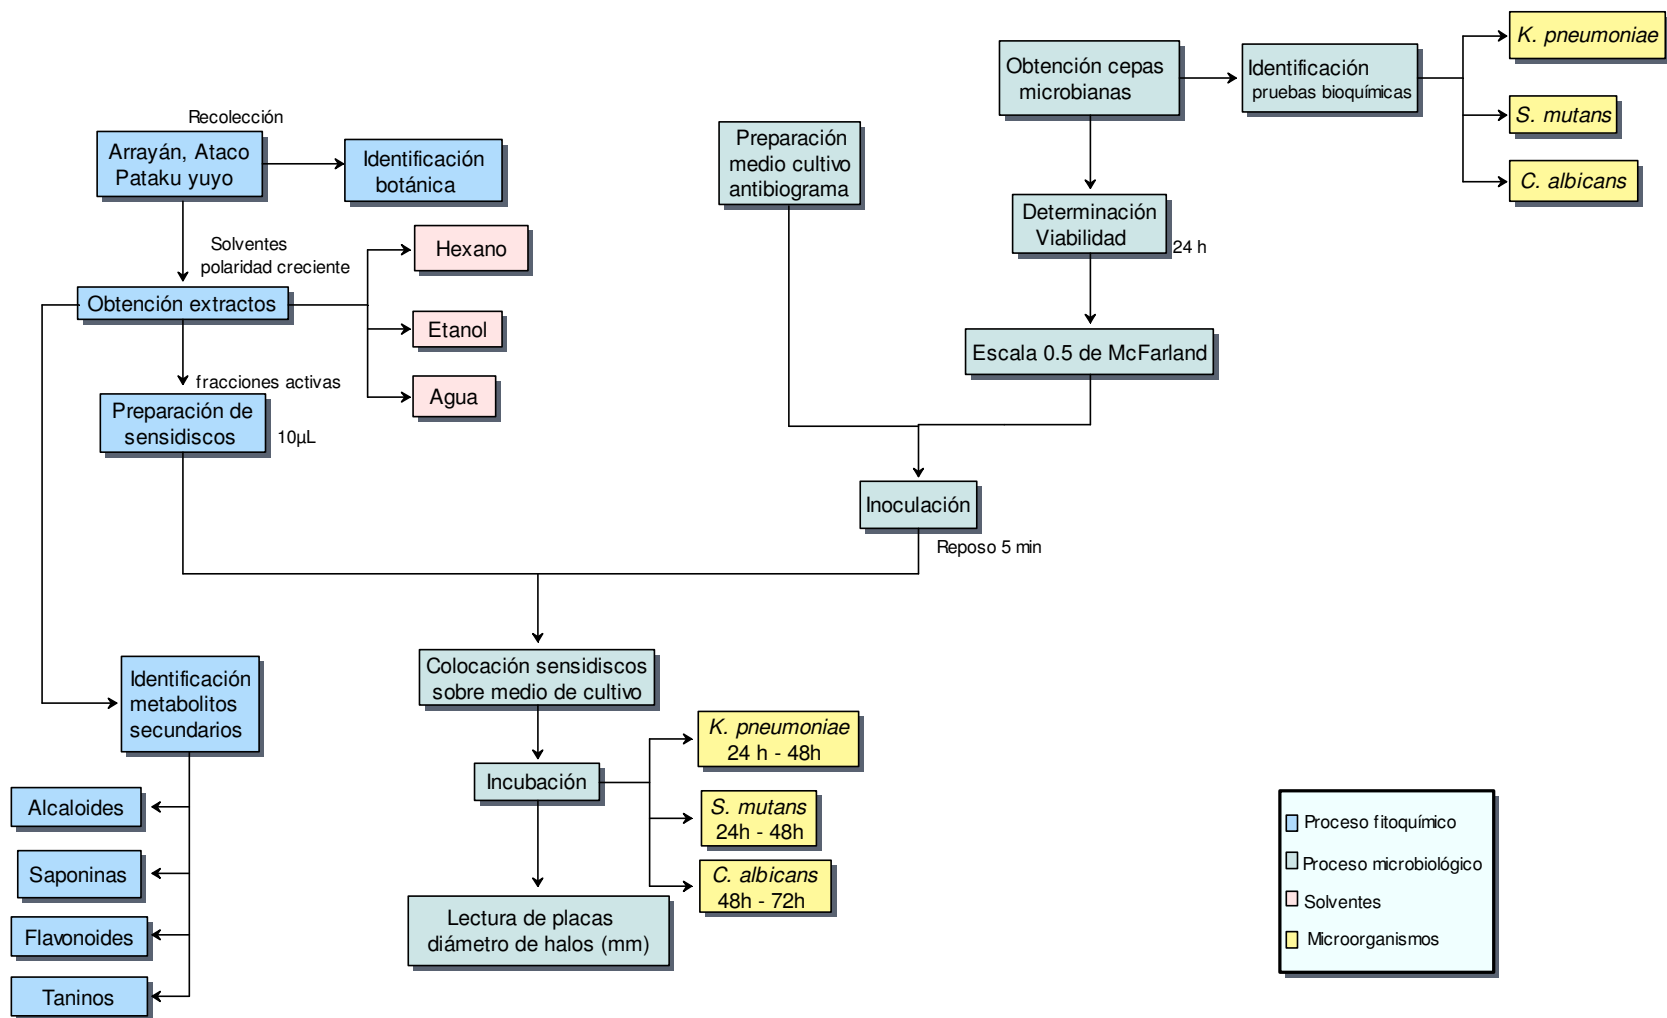 Recolección
Arrayán, Ataco
Pataku yuyo
Identificación
botánica
Solventes
polaridad creciente
Obtención extractos
Hexano
Etanol
Agua
fracciones activas
Preparación de
sensidiscos
10µL
Identificación
metabolitos
secundarios
Alcaloides
Saponinas
Flavonoides
Taninos
Preparación
medio cultivo
antibiograma
Obtención cepas
microbianas
Identificación
pruebas bioquímicas
K. pneumoniae
S. mutans
C. albicans
Determinación
Viabilidad
24 h
Escala 0.5 de McFarland
Inoculación
Reposo 5 min
Colocación sensidiscos
sobre medio de cultivo
Incubación
K. pneumoniae
24 h - 48h
S. mutans
24h - 48h
C. albicans
48h - 72h
Lectura de placas
diámetro de halos (mm)
Proceso fitoquímico
Proceso microbiológico
Solventes
Microorganismos